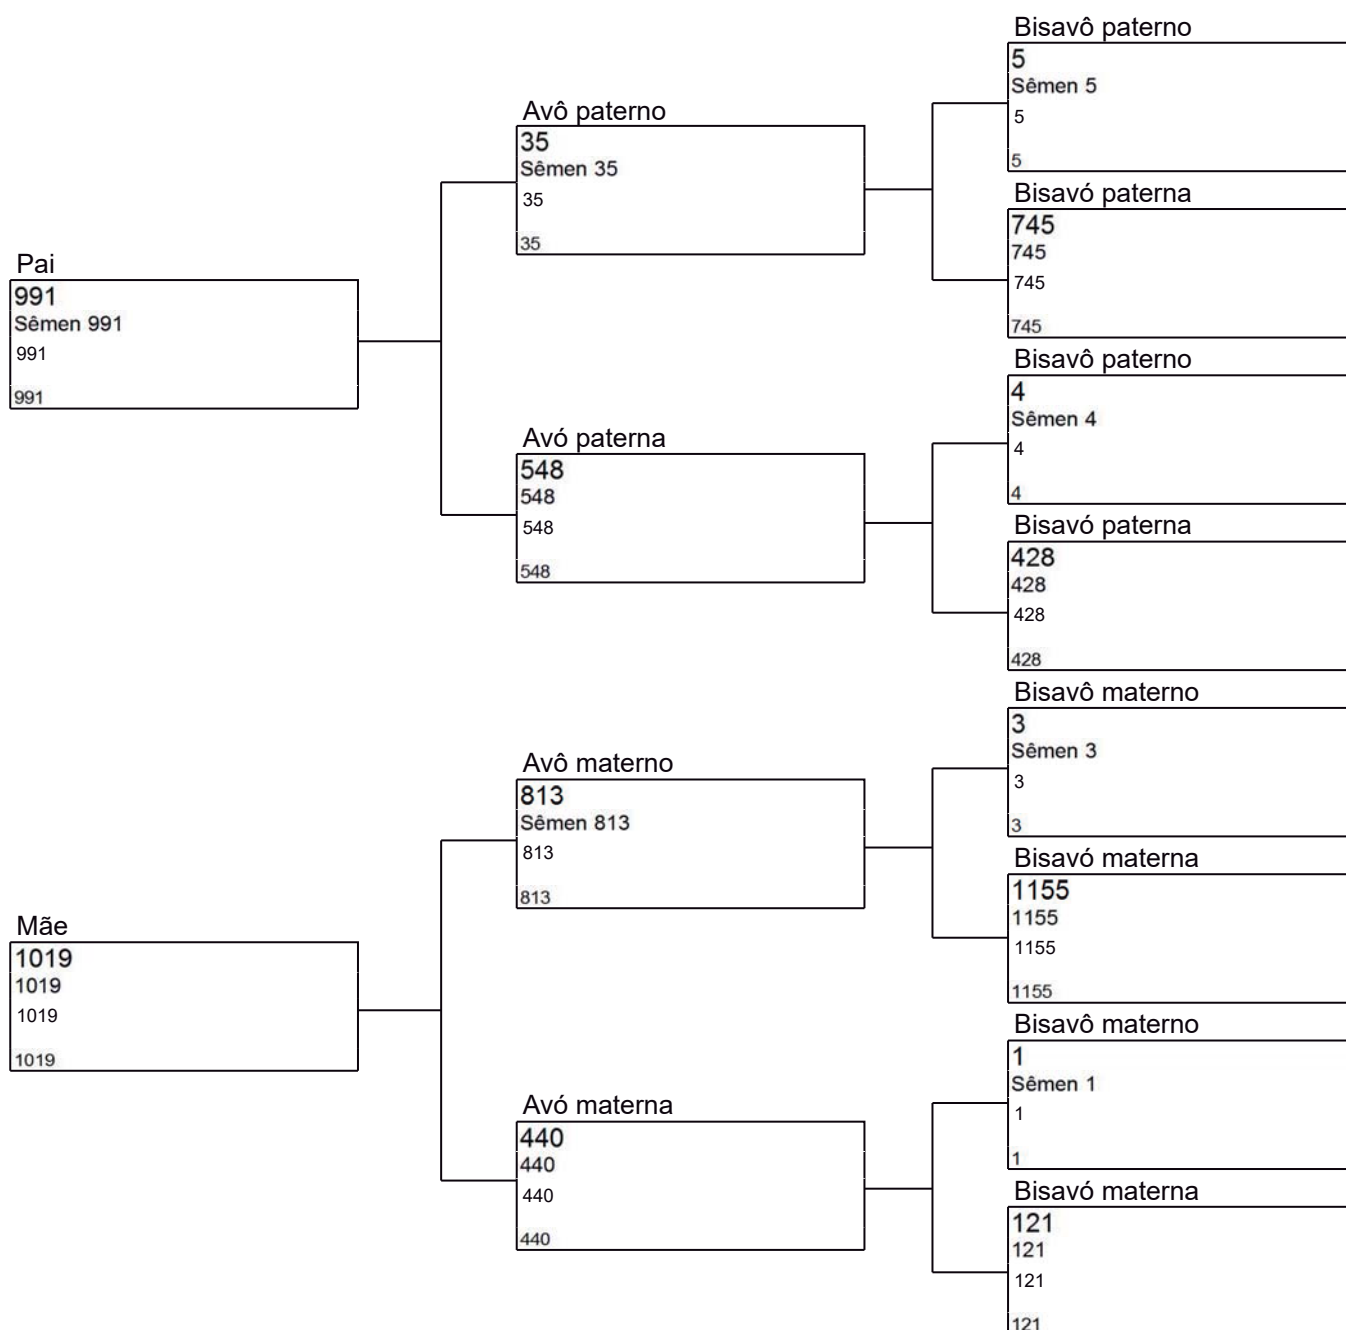 Pai
991
Sêmen 991
991
991
Avô paterno
35
Sêmen 35
35
35
Bisavô paterno
5
Sêmen 5
5
5
Bisavó paterna
745
745
745
745
Avó paterna
548
548
548
548
Bisavô paterno
4
Sêmen 4
4
4
Bisavó paterna
428
428
428
428
Mãe
1019
1019
1019
1019
Avô materno
813
Sêmen 813
813
813
Bisavô materno
3
Sêmen 3
3
3
Bisavó materna
1155
1155
1155
1155
Avó materna
440
440
440
440
Bisavô materno
1
Sêmen 1
1
1
Bisavó materna
121
121
121
121